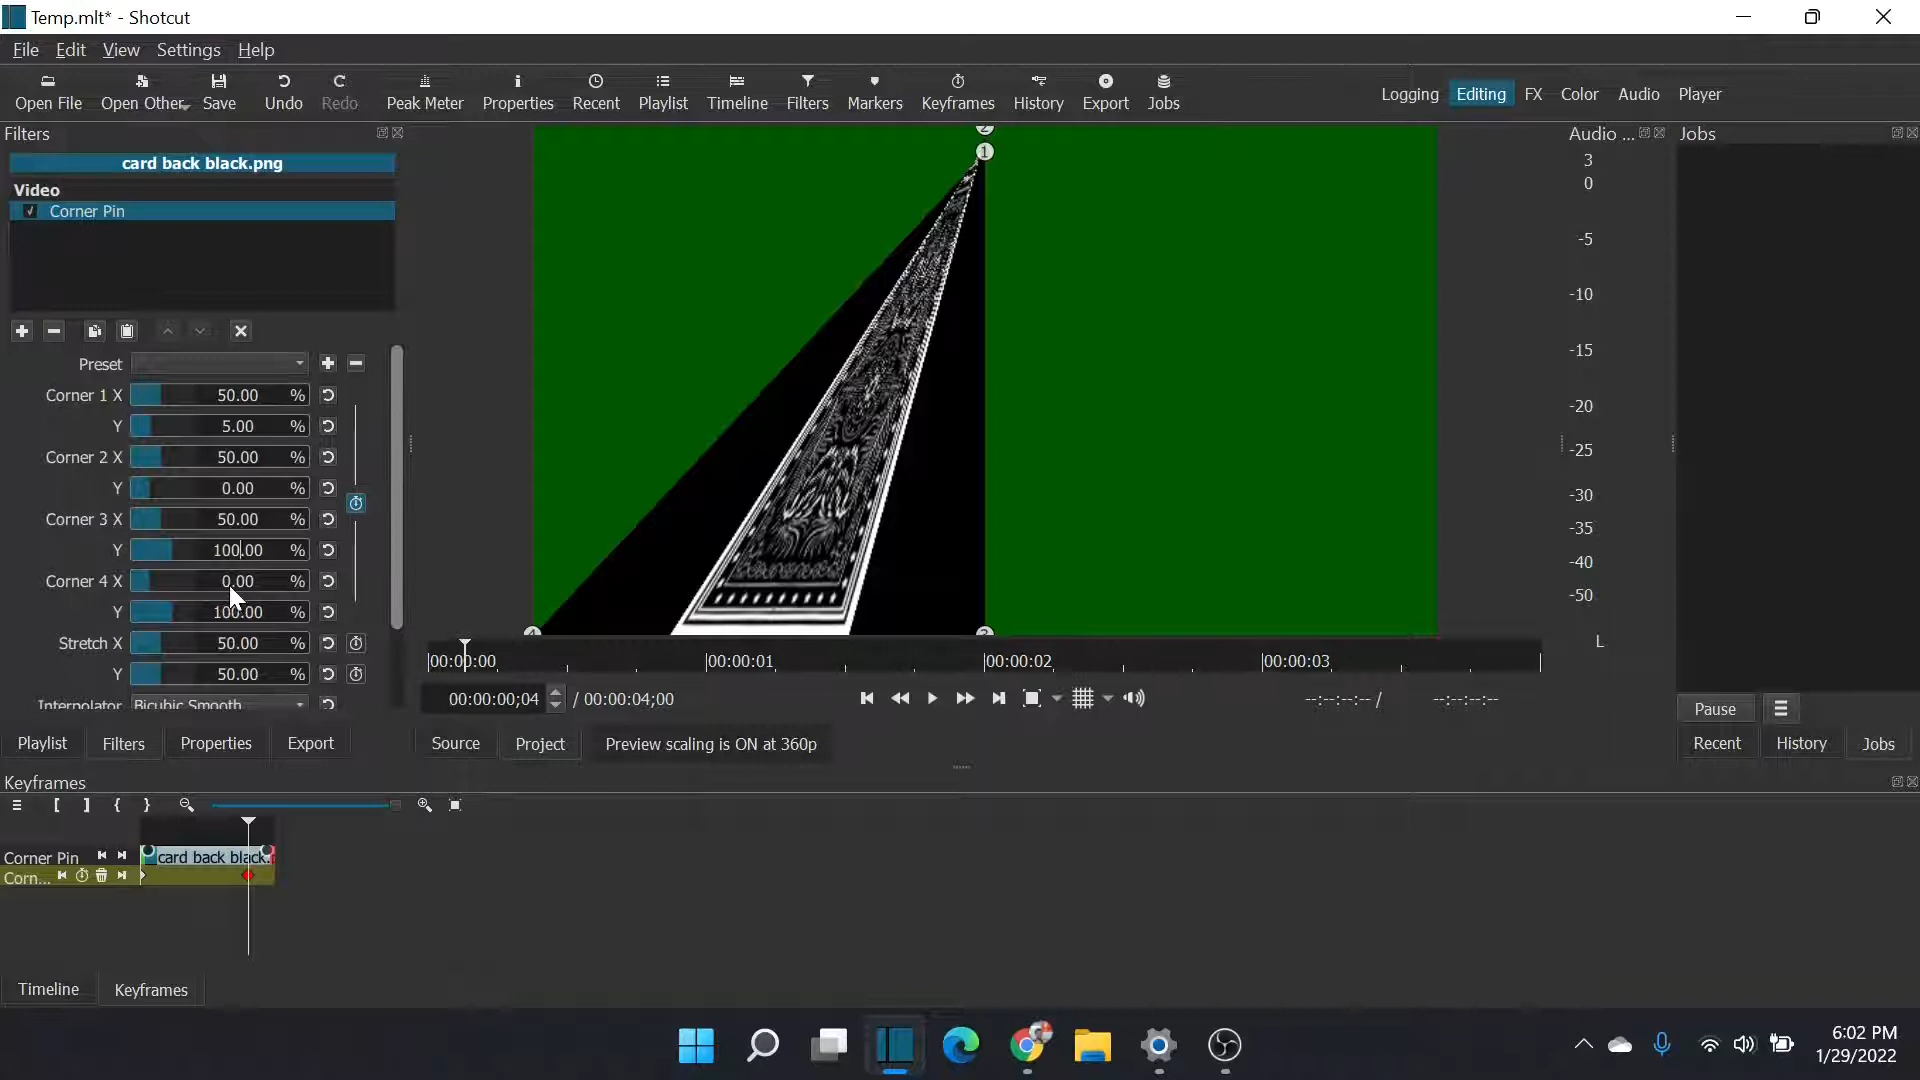 Temp.mlt* - Shotcut
File Edit View Settings Help
Open File Open Other Save Undo Redo Peak Meter Properties Recent Playlist Timeline Filters Markers Keyframes History Export Jobs Logging Editing FX Color Audio Player
Filters
card back black.png
Video
Corner Pin
Preset
Corner 1 X 50.00 %
Y 5.00 %
Corner 2 X 50.00 %
Y 0.00 %
Corner 3 X 50.00 %
Y 100.00 %
Corner 4 X 0.00 %
Y 100.00 %
Stretch X 50.00 %
Y 50.00 %
Interpolator Bicubic Smooth
Playlist Filters Properties Export
2
1
4
3
00:00:00 00:00:01 00:00:02 00:00:03
00:00:00;04 / 00:00:04;00 --:--:--:-- / --:--:--:--
Source Project Preview scaling is ON at 360p
Audio ...
3
0
-5
-10
-15
-20
-25
-30
-35
-40
-45
-50
L
Jobs
Pause
Recent History Jobs
Keyframes
Corner Pin card back black.
Corn...
Timeline Keyframes
6:02 PM
1/29/2022